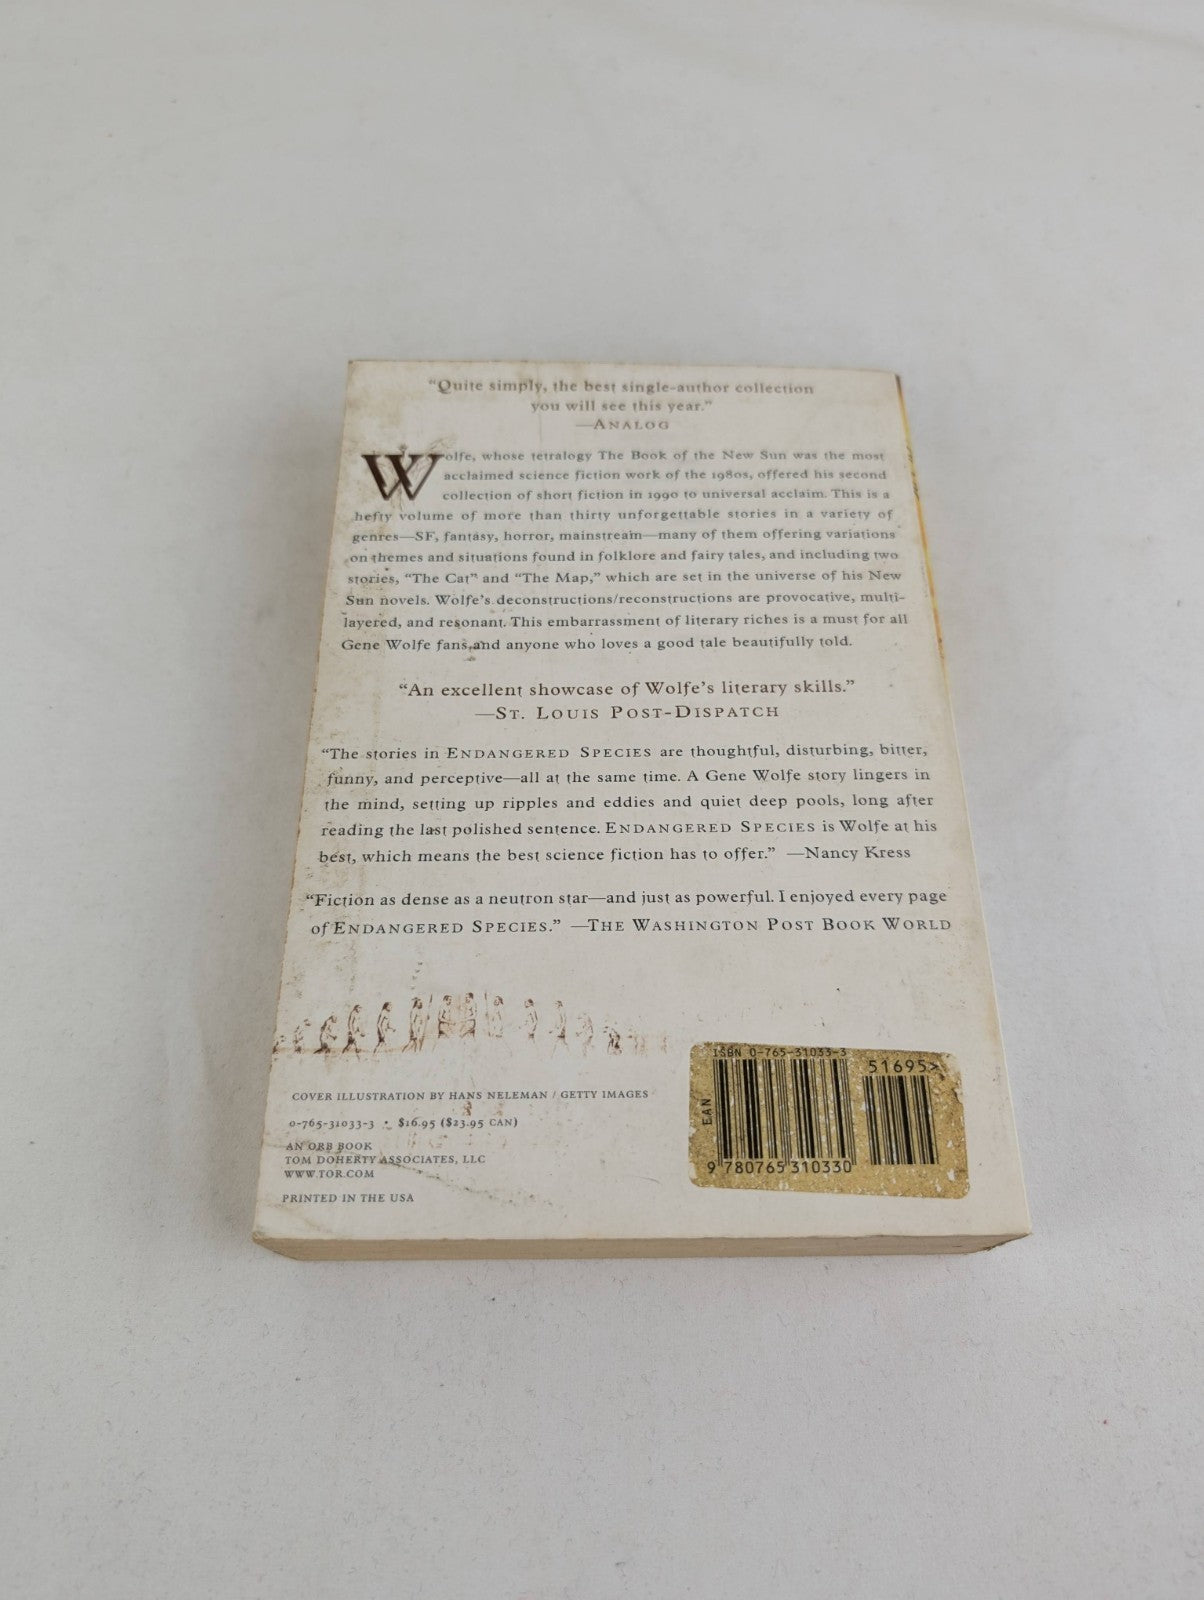 “Quite simply, the best single-author collection
you will see this year.”
—ANALOG
Wolfe, whose tetralogy The Book of the New Sun was the most
acclaimed science fiction work of the 1980s, offered his second
collection of short fiction in 1990 to universal acclaim. This is a
hefty volume of more than thirty unforgettable stories in a variety of
genres—SF, fantasy, horror, mainstream—many of them offering variations
on themes and situations found in folklore and fairy tales, and including two
stories, “The Cat” and “The Map,” which are set in the universe of his New
Sun novels. Wolfe’s deconstructions/reconstructions are provocative, multi-
layered, and resonant. This embarrassment of literary riches is a must for all
Gene Wolfe fans and anyone who loves a good tale beautifully told.
“An excellent showcase of Wolfe’s literary skills.”
—ST. LOUIS POST-DISPATCH
“The stories in ENDANGERED SPECIES are thoughtful, disturbing, bitter,
funny, and perceptive—all at the same time. A Gene Wolfe story lingers in
the mind, setting up ripples and eddies and quiet deep pools, long after
reading the last polished sentence. ENDANGERED SPECIES is Wolfe at his
best, which means the best science fiction has to offer.” —Nancy Kress
“Fiction as dense as a neutron star—and just as powerful. I enjoyed every page
of ENDANGERED SPECIES.” —THE WASHINGTON POST BOOK WORLD
COVER ILLUSTRATION BY HANS NELEMAN / GETTY IMAGES
0-765-31033-3 • $16.95 ($23.95 CAN)
AN ORB BOOK
TOM DOHERTY ASSOCIATES, LLC
WWW.TOR.COM
PRINTED IN THE USA
ISBN 0-765-31033-3
51695>
EAN
9 780765 310330